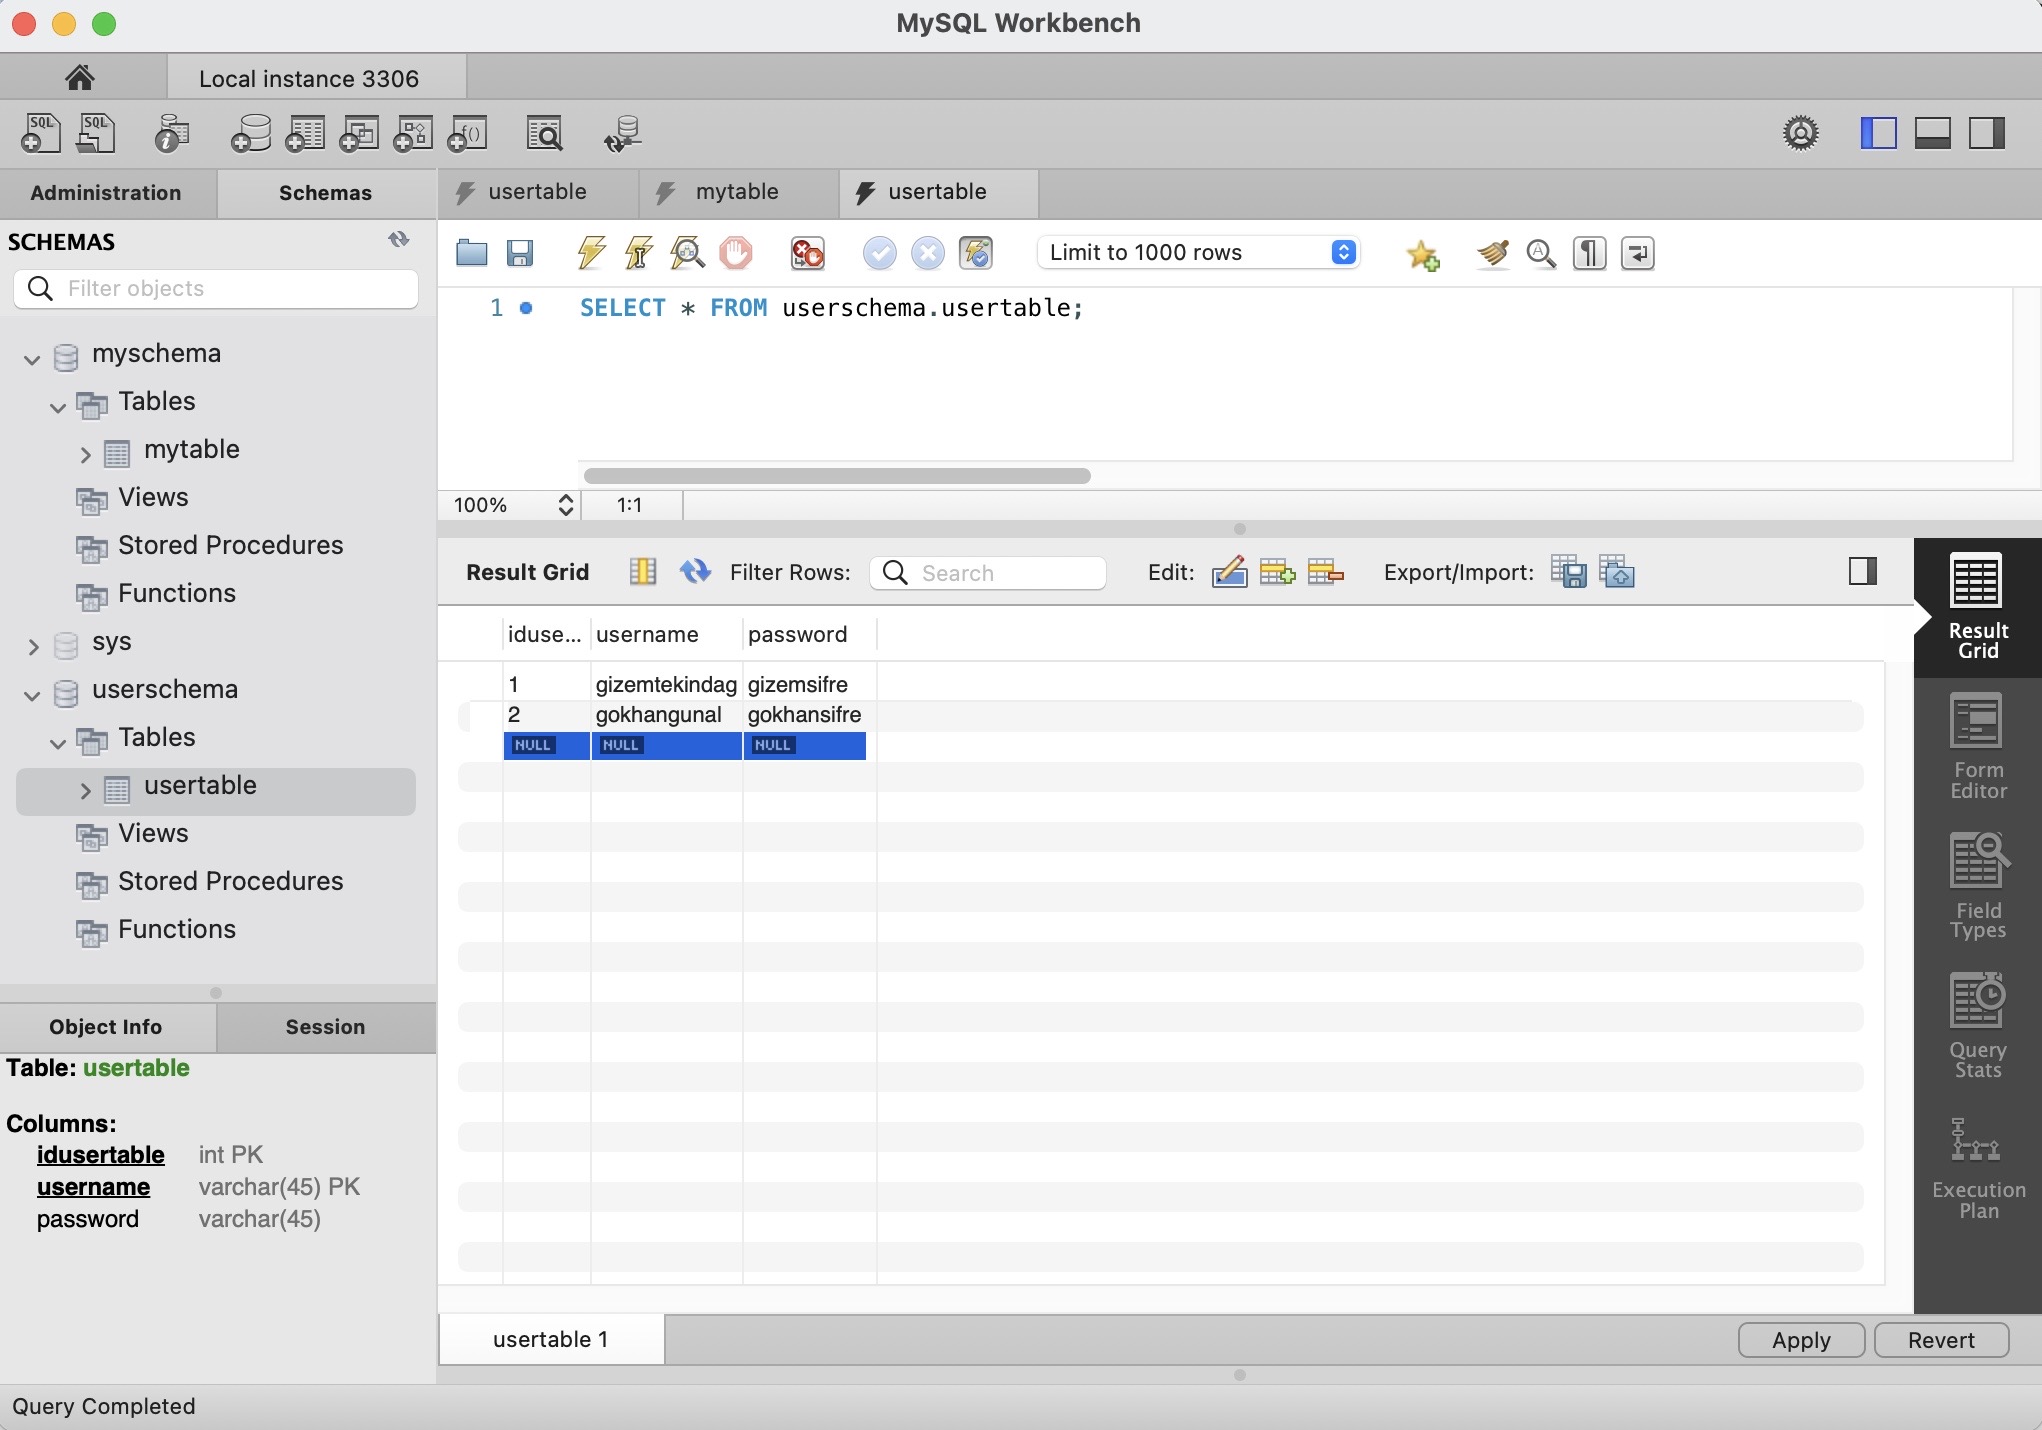 MySQL Workbench
Local instance 3306
SQL SQL
Administration Schemas
usertable mytable usertable
SCHEMAS
Filter objects
myschema
Tables
mytable
Views
Stored Procedures
Functions
sys
userschema
Tables
usertable
Views
Stored Procedures
Functions
Object Info Session
Table: usertable
Columns:
idusertable int PK
username varchar(45) PK
password varchar(45)
Limit to 1000 rows
1 SELECT * FROM userschema.usertable;
100% 1:1
Result Grid Filter Rows: Search Edit: Export/Import:
iduse... username password
1 gizemtekindag gizemsifre
2 gokhangunal gokhansifre
NULL NULL NULL
Result
Grid
Form
Editor
Field
Types
Query
Stats
Execution
Plan
usertable 1
Apply Revert
Query Completed